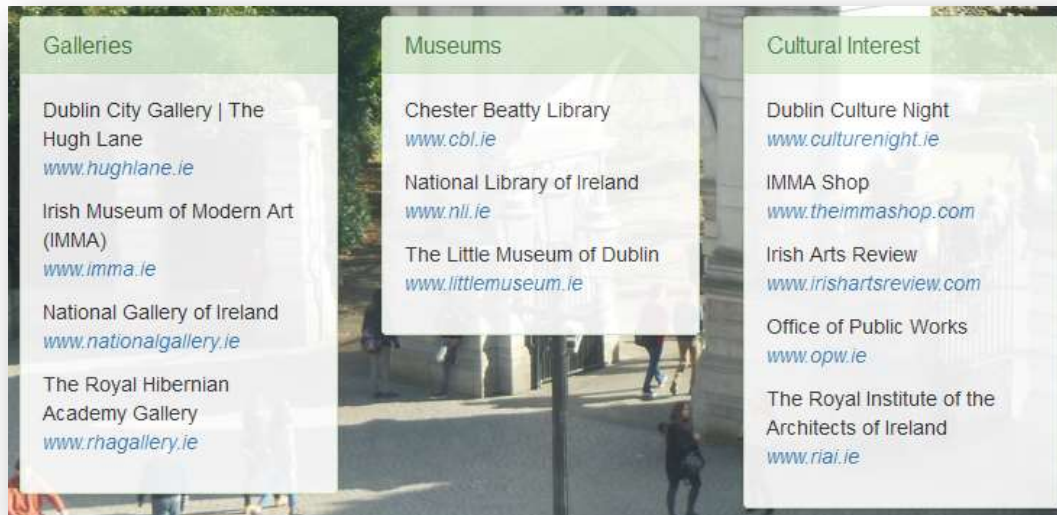 Galleries
Dublin City Gallery | The
Hugh Lane
www.hughlane.ie
Irish Museum of Modern Art
(IMMA)
www.imma.ie
National Gallery of Ireland
www.nationalgallery.ie
The Royal Hibernian
Academy Gallery
www.rhagallery.ie
Museums
Chester Beatty Library
www.cbl.ie
National Library of Ireland
www.nli.ie
The Little Museum of Dublin
www.littlemuseum.ie
Cultural Interest
Dublin Culture Night
www.culturenight.ie
IMMA Shop
www.theimmashop.com
Irish Arts Review
www.irishartsreview.com
Office of Public Works
www.opw.ie
The Royal Institute of the
Architects of Ireland
www.riai.ie